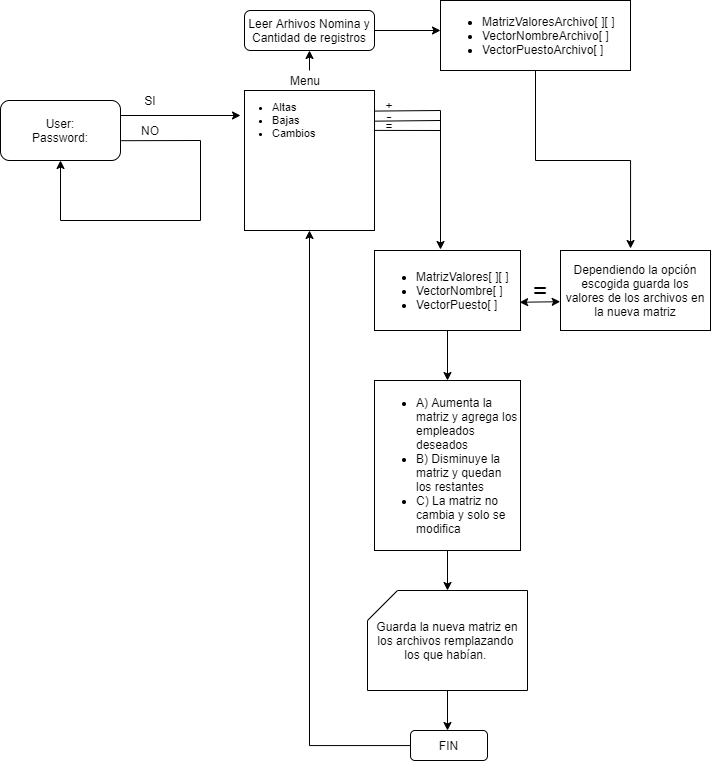 Leer Arhivos Nomina y
Cantidad de registros
• MatrizValoresArchivo[ ][ ]
• VectorNombreArchivo[ ]
• VectorPuestoArchivo[ ]
Menu
• Altas
• Bajas
• Cambios
+
-
=
SI
NO
User:
Password:
• MatrizValores[ ][ ]
• VectorNombre[ ]
• VectorPuesto[ ]
=
Dependiendo la opción
escogida guarda los
valores de los archivos en
la nueva matriz
• A) Aumenta la
matriz y agrega los
empleados
deseados
• B) Disminuye la
matriz y quedan
los restantes
• C) La matriz no
cambia y solo se
modifica
Guarda la nueva matriz en
los archivos remplazando
los que habían.
FIN